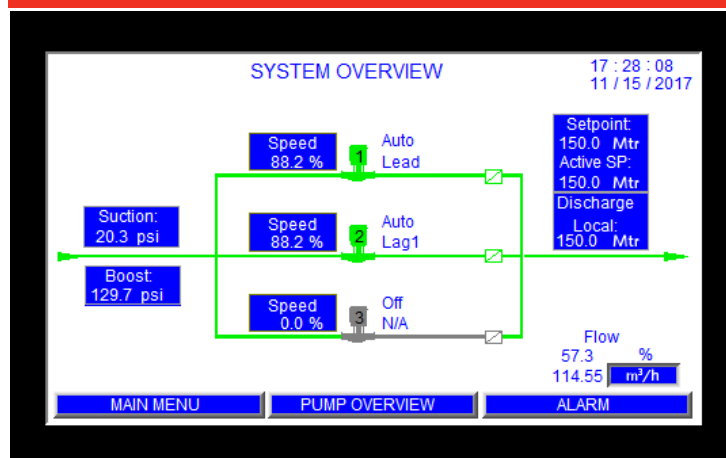 SYSTEM OVERVIEW
17 : 28 : 08
11 / 15 / 2017
Speed
88.2 %
1
Auto
Lead
Setpoint:
150.0 Mtr
Active SP:
150.0 Mtr
Discharge
Local:
150.0 Mtr
Suction:
20.3 psi
Speed
88.2 %
2
Auto
Lag1
Boost:
129.7 psi
Speed
0.0 %
3
Off
N/A
Flow
57.3 %
114.55 m³/h
MAIN MENU
PUMP OVERVIEW
ALARM